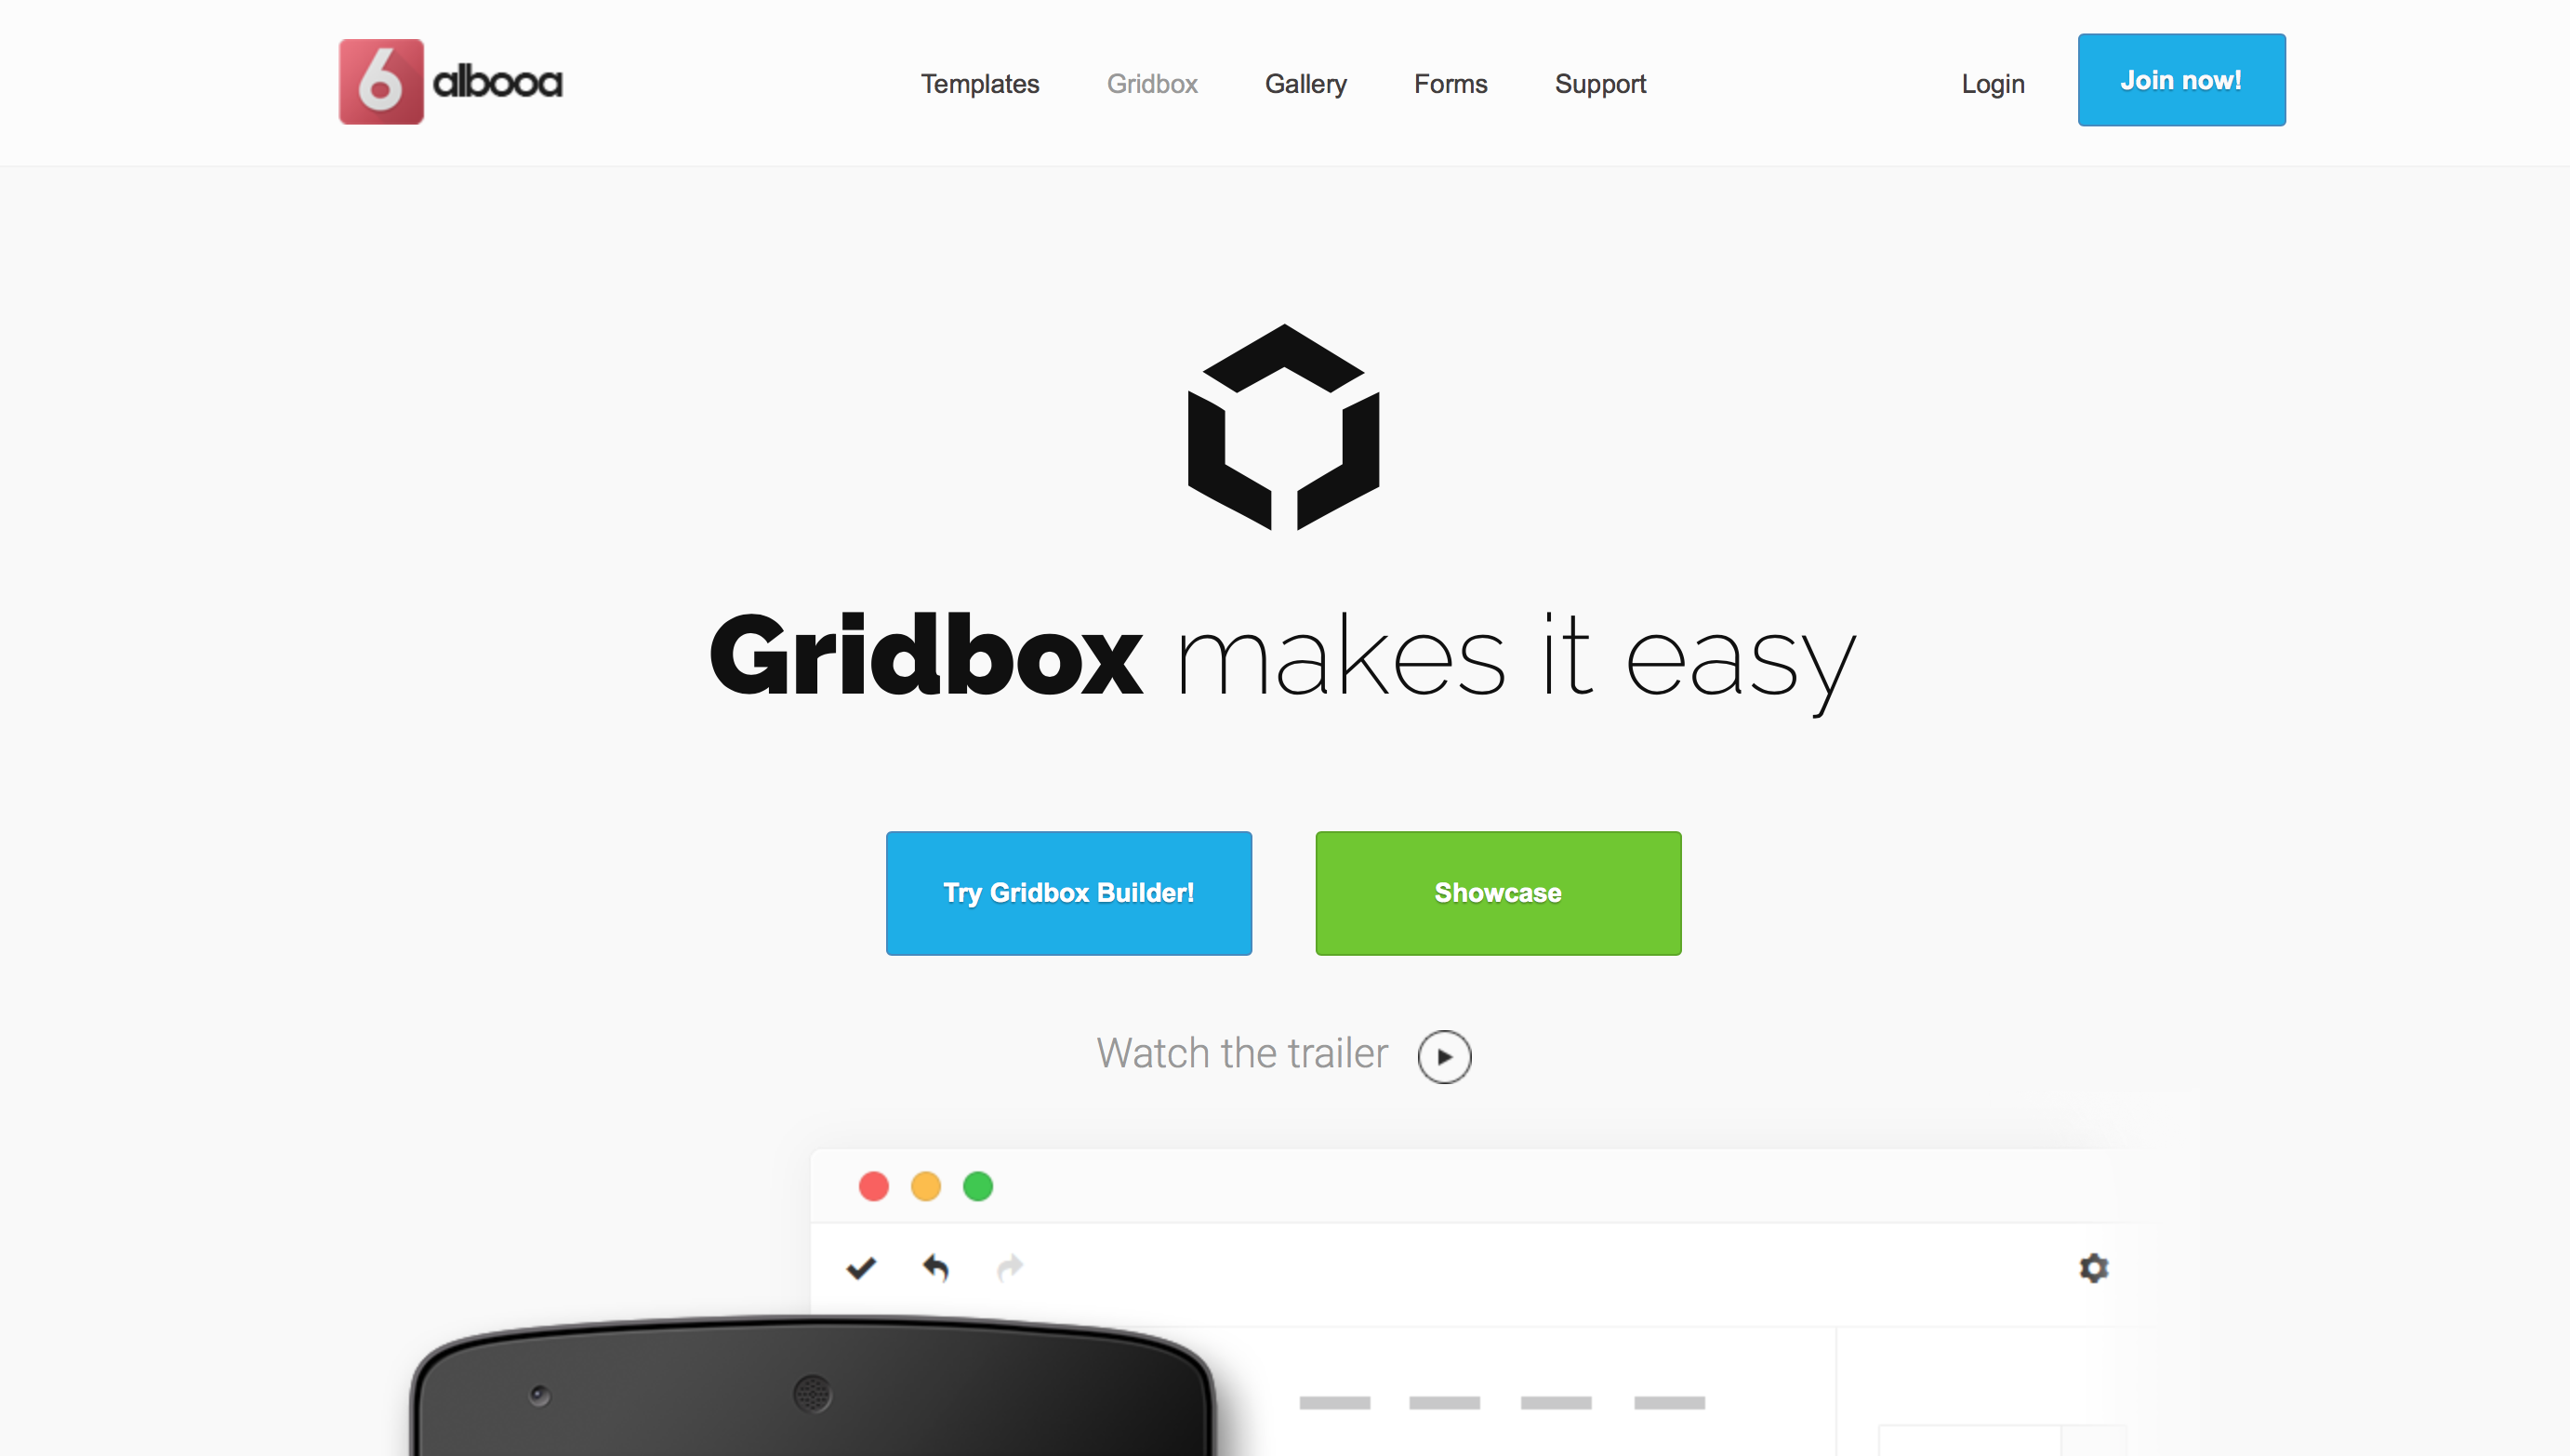 6 albooa
Templates Gridbox Gallery Forms Support Login Join now!
Gridbox makes it easy
Try Gridbox Builder! Showcase
Watch the trailer